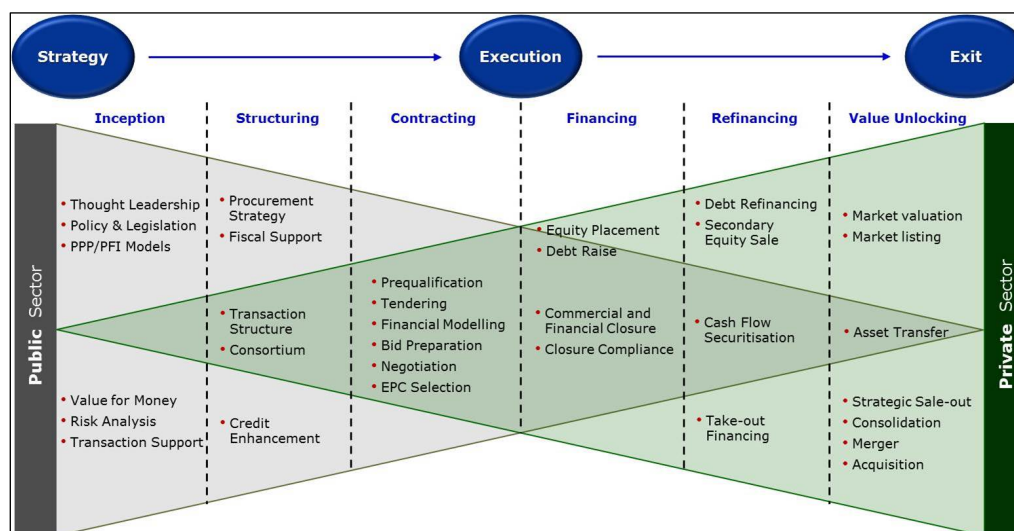 Strategy
Execution
Exit
Inception
Structuring
Contracting
Financing
Refinancing
Value Unlocking
Public Sector
• Thought Leadership
• Policy & Legislation
• PPP/PFI Models
• Value for Money
• Risk Analysis
• Transaction Support
• Procurement
Strategy
• Fiscal Support
• Transaction
Structure
• Consortium
• Credit
Enhancement
• Prequalification
• Tendering
• Financial Modelling
• Bid Preparation
• Negotiation
• EPC Selection
• Equity Placement
• Debt Raise
• Commercial and
Financial Closure
• Closure Compliance
• Debt Refinancing
• Secondary
Equity Sale
• Cash Flow
Securitisation
• Take-out
Financing
• Market valuation
• Market listing
• Asset Transfer
• Strategic Sale-out
• Consolidation
• Merger
• Acquisition
Private Sector